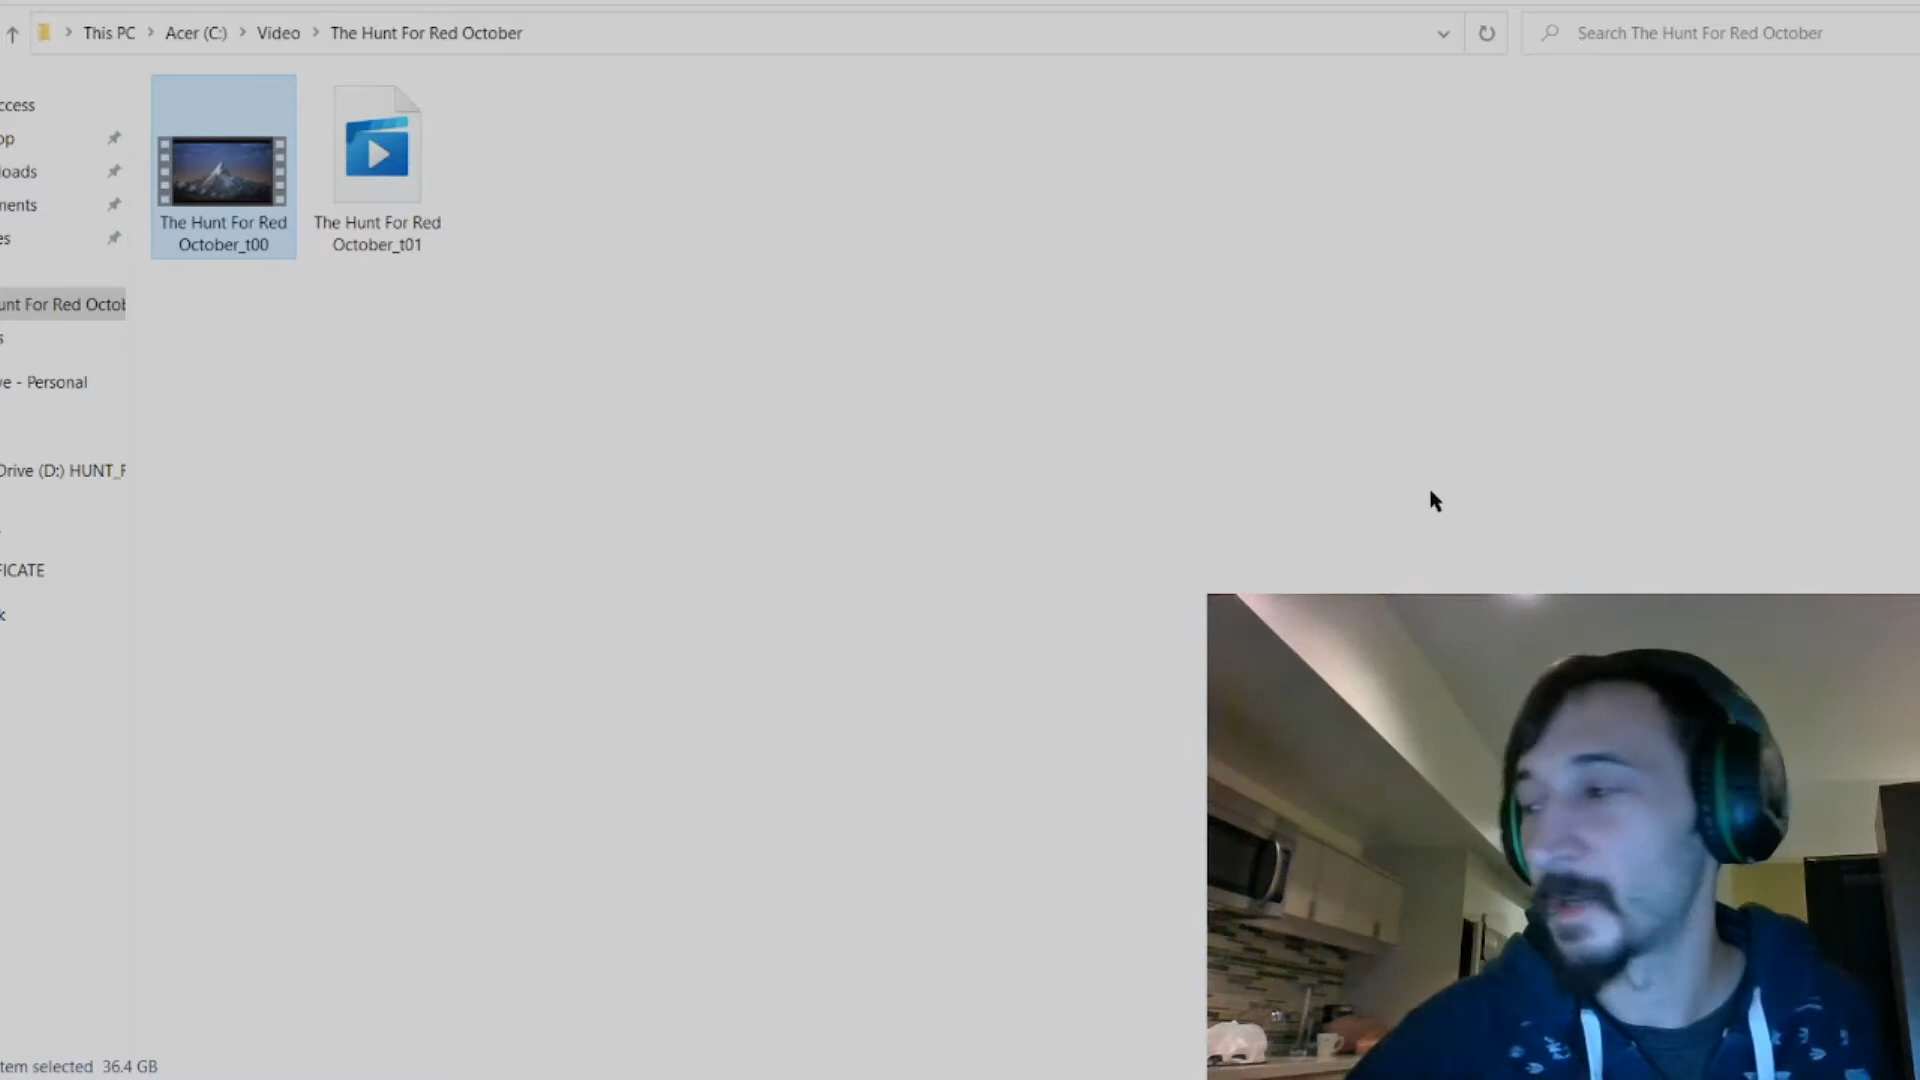 This PC > Acer (C:) > Video > The Hunt For Red October
Search The Hunt For Red October
ccess
op
loads
nents
es
unt For Red Octob
s
ve - Personal
Drive (D:) HUNT_F
FICATE
k
The Hunt For Red
October_t00
The Hunt For Red
October_t01
tem selected 36.4 GB